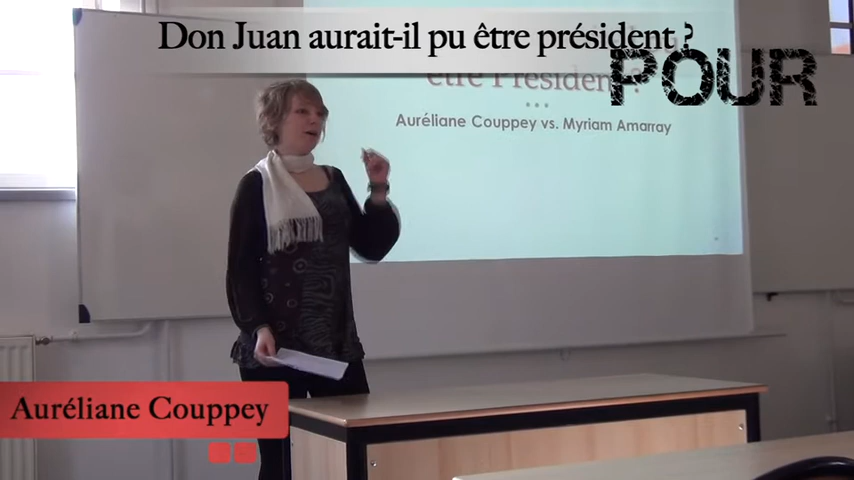 Don Juan aurait-il pu être président ?
POUR
être Président ?
Auréliane Couppey vs. Myriam Amarray
Auréliane Couppey